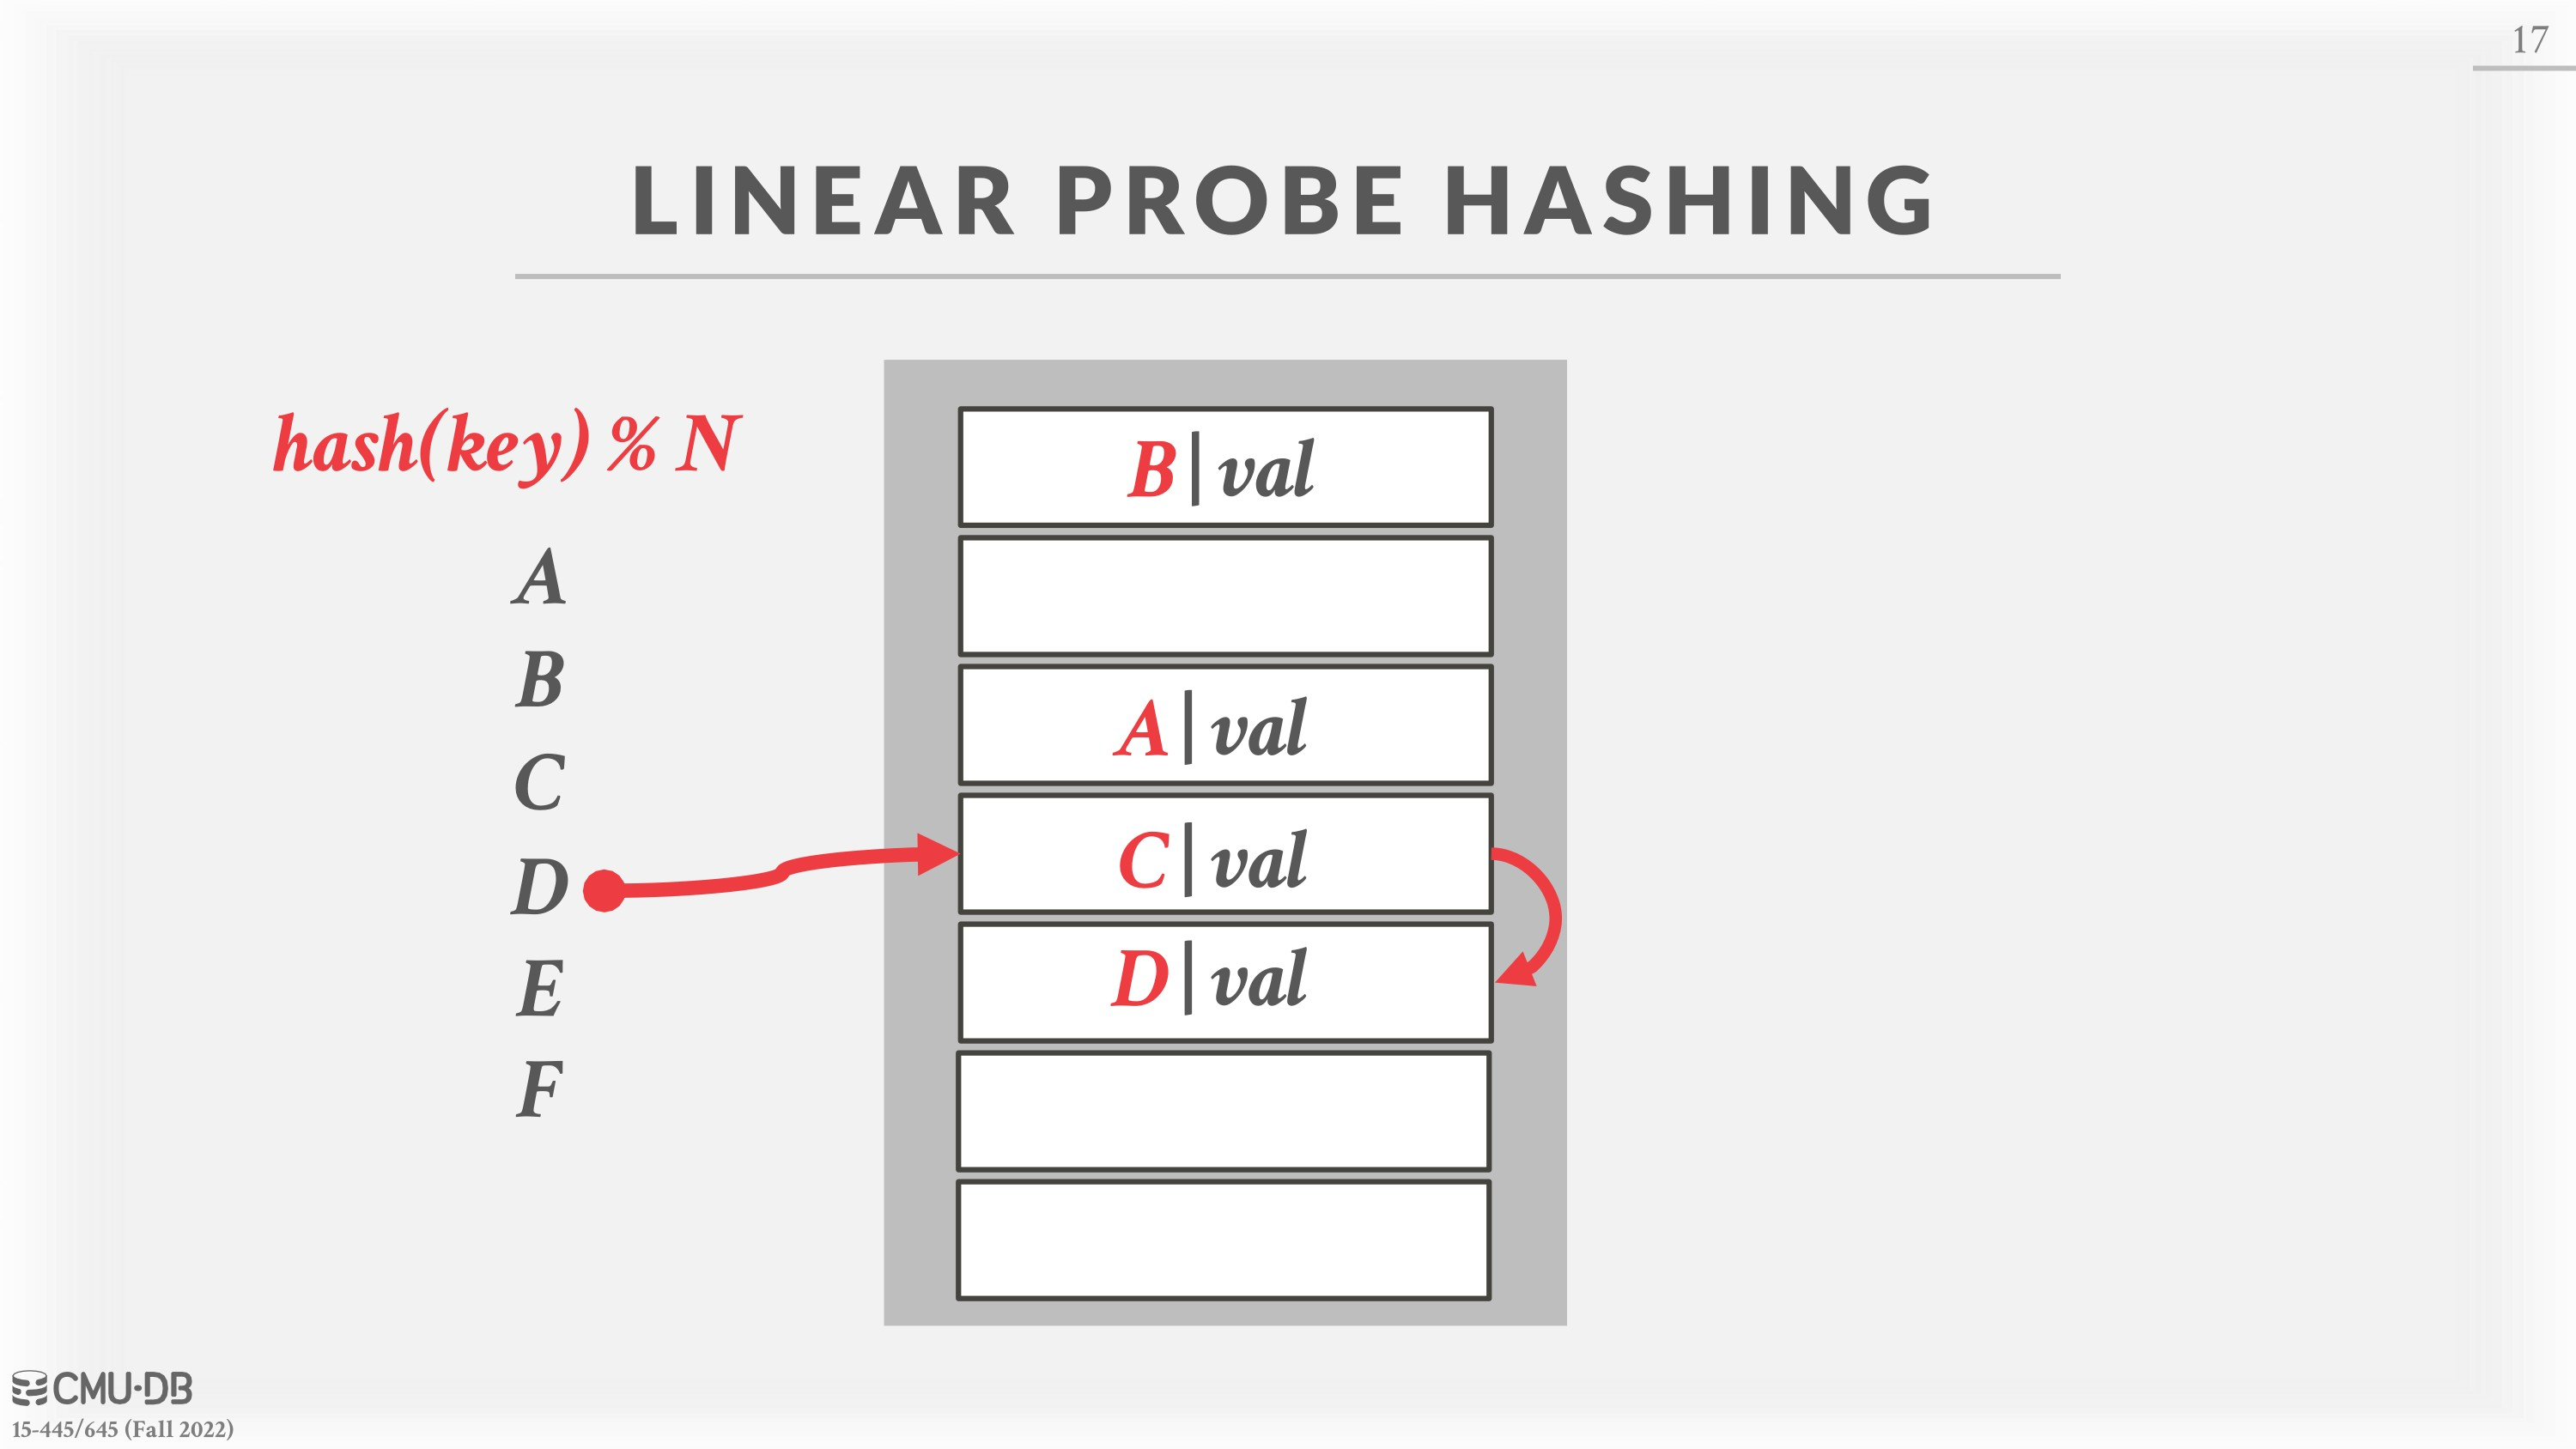 17
LINEAR PROBE HASHING
hash(key) % N
A
B
C
D
E
F
B|val
A|val
C|val
D|val
CMU·DB
15-445/645 (Fall 2022)